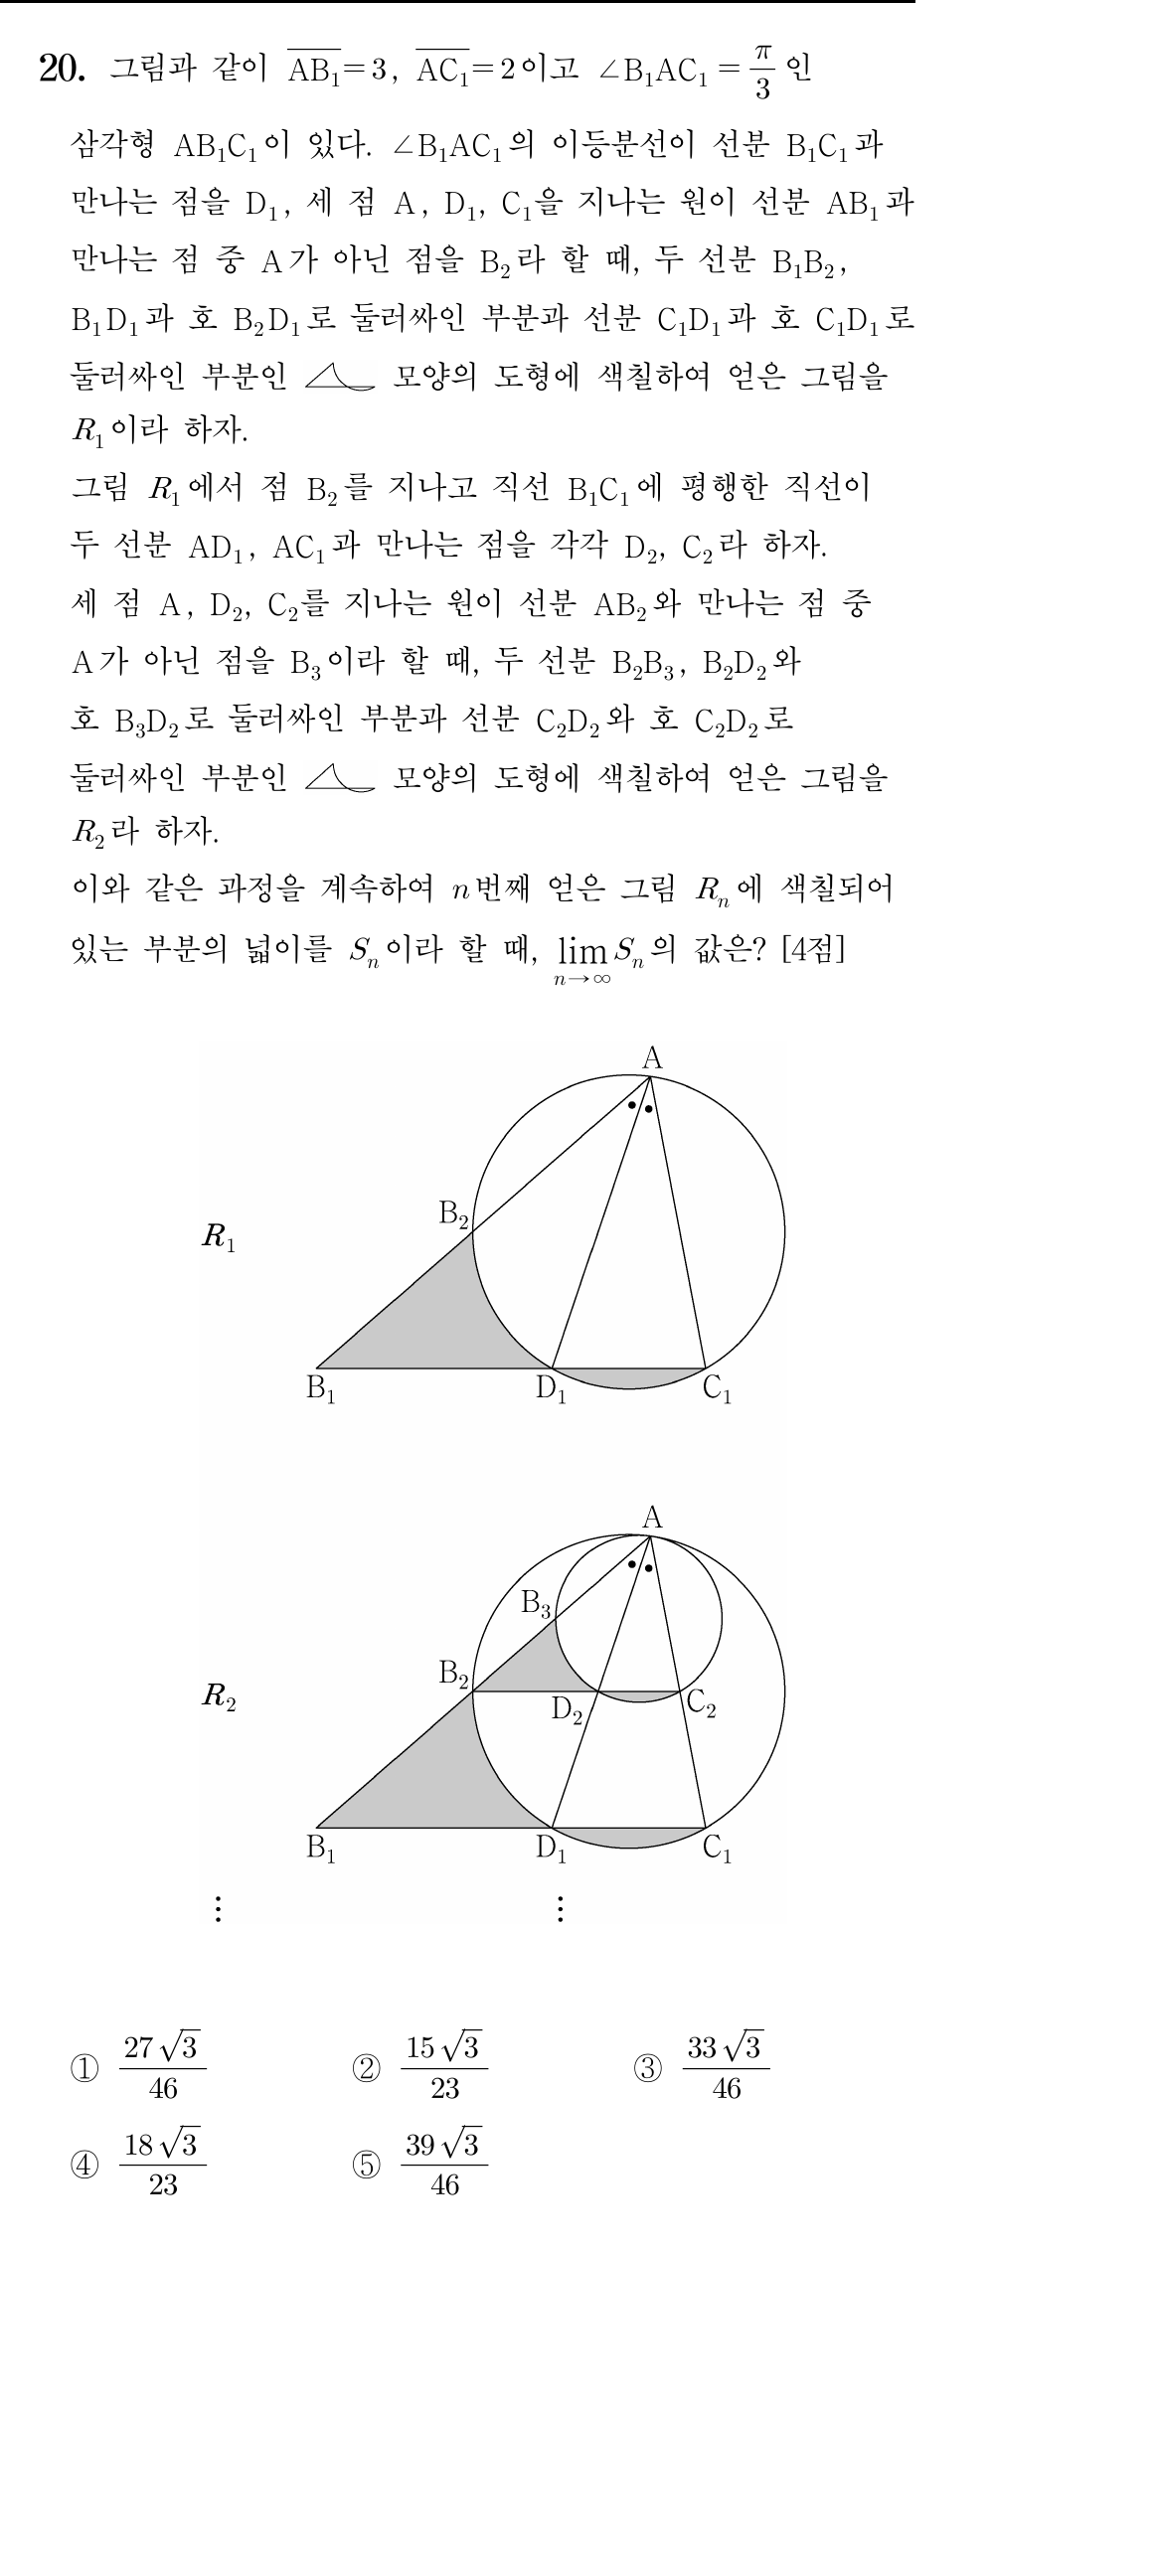 20. 그림과 같이 $\overline{AB_1}=3$, $\overline{AC_1}=2$이고 $\angle B_1AC_1=\frac{\pi}{3}$인
삼각형 $AB_1C_1$이 있다. $\angle B_1AC_1$의 이등분선이 선분 $B_1C_1$과
만나는 점을 $D_1$, 세 점 $A$, $D_1$, $C_1$을 지나는 원이 선분 $AB_1$과
만나는 점 중 $A$가 아닌 점을 $B_2$라 할 때, 두 선분 $B_1B_2$,
$B_1D_1$과 호 $B_2D_1$로 둘러싸인 부분과 선분 $C_1D_1$과 호 $C_1D_1$로
둘러싸인 부분인 모양의 도형에 색칠하여 얻은 그림을
$R_1$이라 하자.
그림 $R_1$에서 점 $B_2$를 지나고 직선 $B_1C_1$에 평행한 직선이
두 선분 $AD_1$, $AC_1$과 만나는 점을 각각 $D_2$, $C_2$라 하자.
세 점 $A$, $D_2$, $C_2$를 지나는 원이 선분 $AB_2$와 만나는 점 중
$A$가 아닌 점을 $B_3$이라 할 때, 두 선분 $B_2B_3$, $B_2D_2$와
호 $B_3D_2$로 둘러싸인 부분과 선분 $C_2D_2$와 호 $C_2D_2$로
둘러싸인 부분인 모양의 도형에 색칠하여 얻은 그림을
$R_2$라 하자.
이와 같은 과정을 계속하여 $n$번째 얻은 그림 $R_n$에 색칠되어
있는 부분의 넓이를 $S_n$이라 할 때, $\lim_{n \to \infty} S_n$의 값은? [4점]
A
B₂
R₁
B₁ D₁ C₁
A
B₃
B₂
R₂
D₂ C₂
B₁ D₁ C₁
⋮ ⋮
① $\frac{27\sqrt{3}}{46}$ ② $\frac{15\sqrt{3}}{23}$ ③ $\frac{33\sqrt{3}}{46}$
④ $\frac{18\sqrt{3}}{23}$ ⑤ $\frac{39\sqrt{3}}{46}$